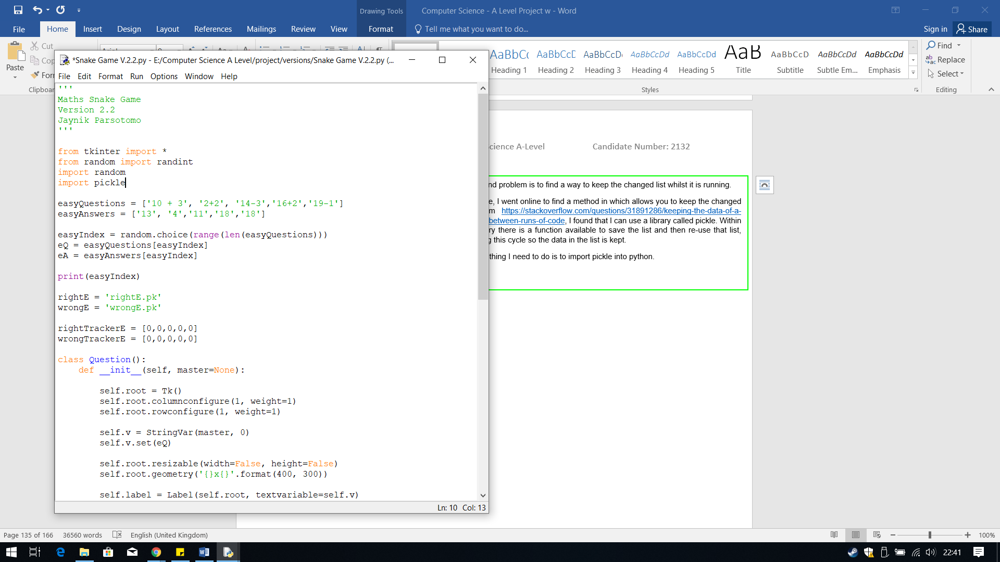 Drawing Tools
Computer Science - A Level Project w - Word
File Home Insert Design Layout References Mailings Review View Format Tell me what you want to do... Sign in Share
Paste
Cut
Clipboar
AaBbCcDd AaBbCcDd AaBbCcD AaBbCcDd AaBbCcDd
Heading 1 Heading 2 Heading 3 Heading 4 Heading 5 Title Subtitle Subtle Em... Emphasis
Styles
Find
Replace
Select
Editing
*Snake Game V.2.2.py - E:/Computer Science A Level/project/versions/Snake Game V.2.2.py (...
File Edit Format Run Options Window Help
'''
Maths Snake Game
Version 2.2
Jaynik Parsotomo
'''
from tkinter import *
from random import randint
import random
import pickle
easyQuestions = ['10 + 3', '2+2', '14-3','16+2','19-1']
easyAnswers = ['13', '4','11','18','18']
easyIndex = random.choice(range(len(easyQuestions)))
eQ = easyQuestions[easyIndex]
eA = easyAnswers[easyIndex]
print(easyIndex)
rightE = 'rightE.pk'
wrongE = 'wrongE.pk'
rightTrackerE = [0,0,0,0,0]
wrongTrackerE = [0,0,0,0,0]
class Question():
def __init__(self, master=None):
self.root = Tk()
self.root.columnconfigure(1, weight=1)
self.root.rowconfigure(1, weight=1)
self.v = StringVar(master, 0)
self.v.set(eQ)
self.root.resizable(width=False, height=False)
self.root.geometry('{}x{}'.format(400, 300))
self.label = Label(self.root, textvariable=self.v)
Ln: 10 Col: 13
cience A-Level Candidate Number: 2132
nd problem is to find a way to keep the changed list whilst it is running.
e, I went online to find a method in which allows you to keep the changed
m https://stackoverflow.com/questions/31891286/keeping-the-data-of-a-
between-runs-of-code, I found that I can use a library called pickle. Within
ry there is a function available to save the list and then re-use that list,
g this cycle so the data in the list is kept.
thing I need to do is to import pickle into python.
Page 135 of 166 36560 words English (United Kingdom) 100%
22:41